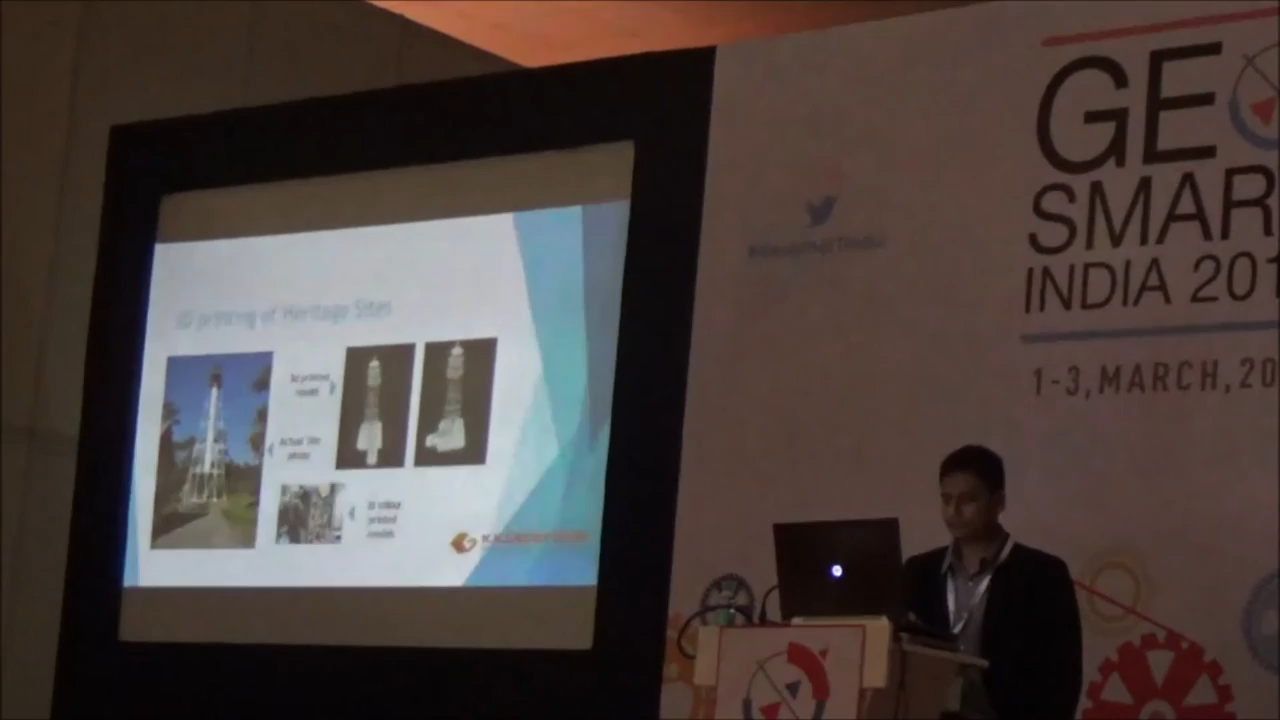 GE
SMAR
INDIA 201
1-3, MARCH, 20
3D printing of Heritage Sites
3d printed
model
Actual Site
photo
3D colour
printed
models